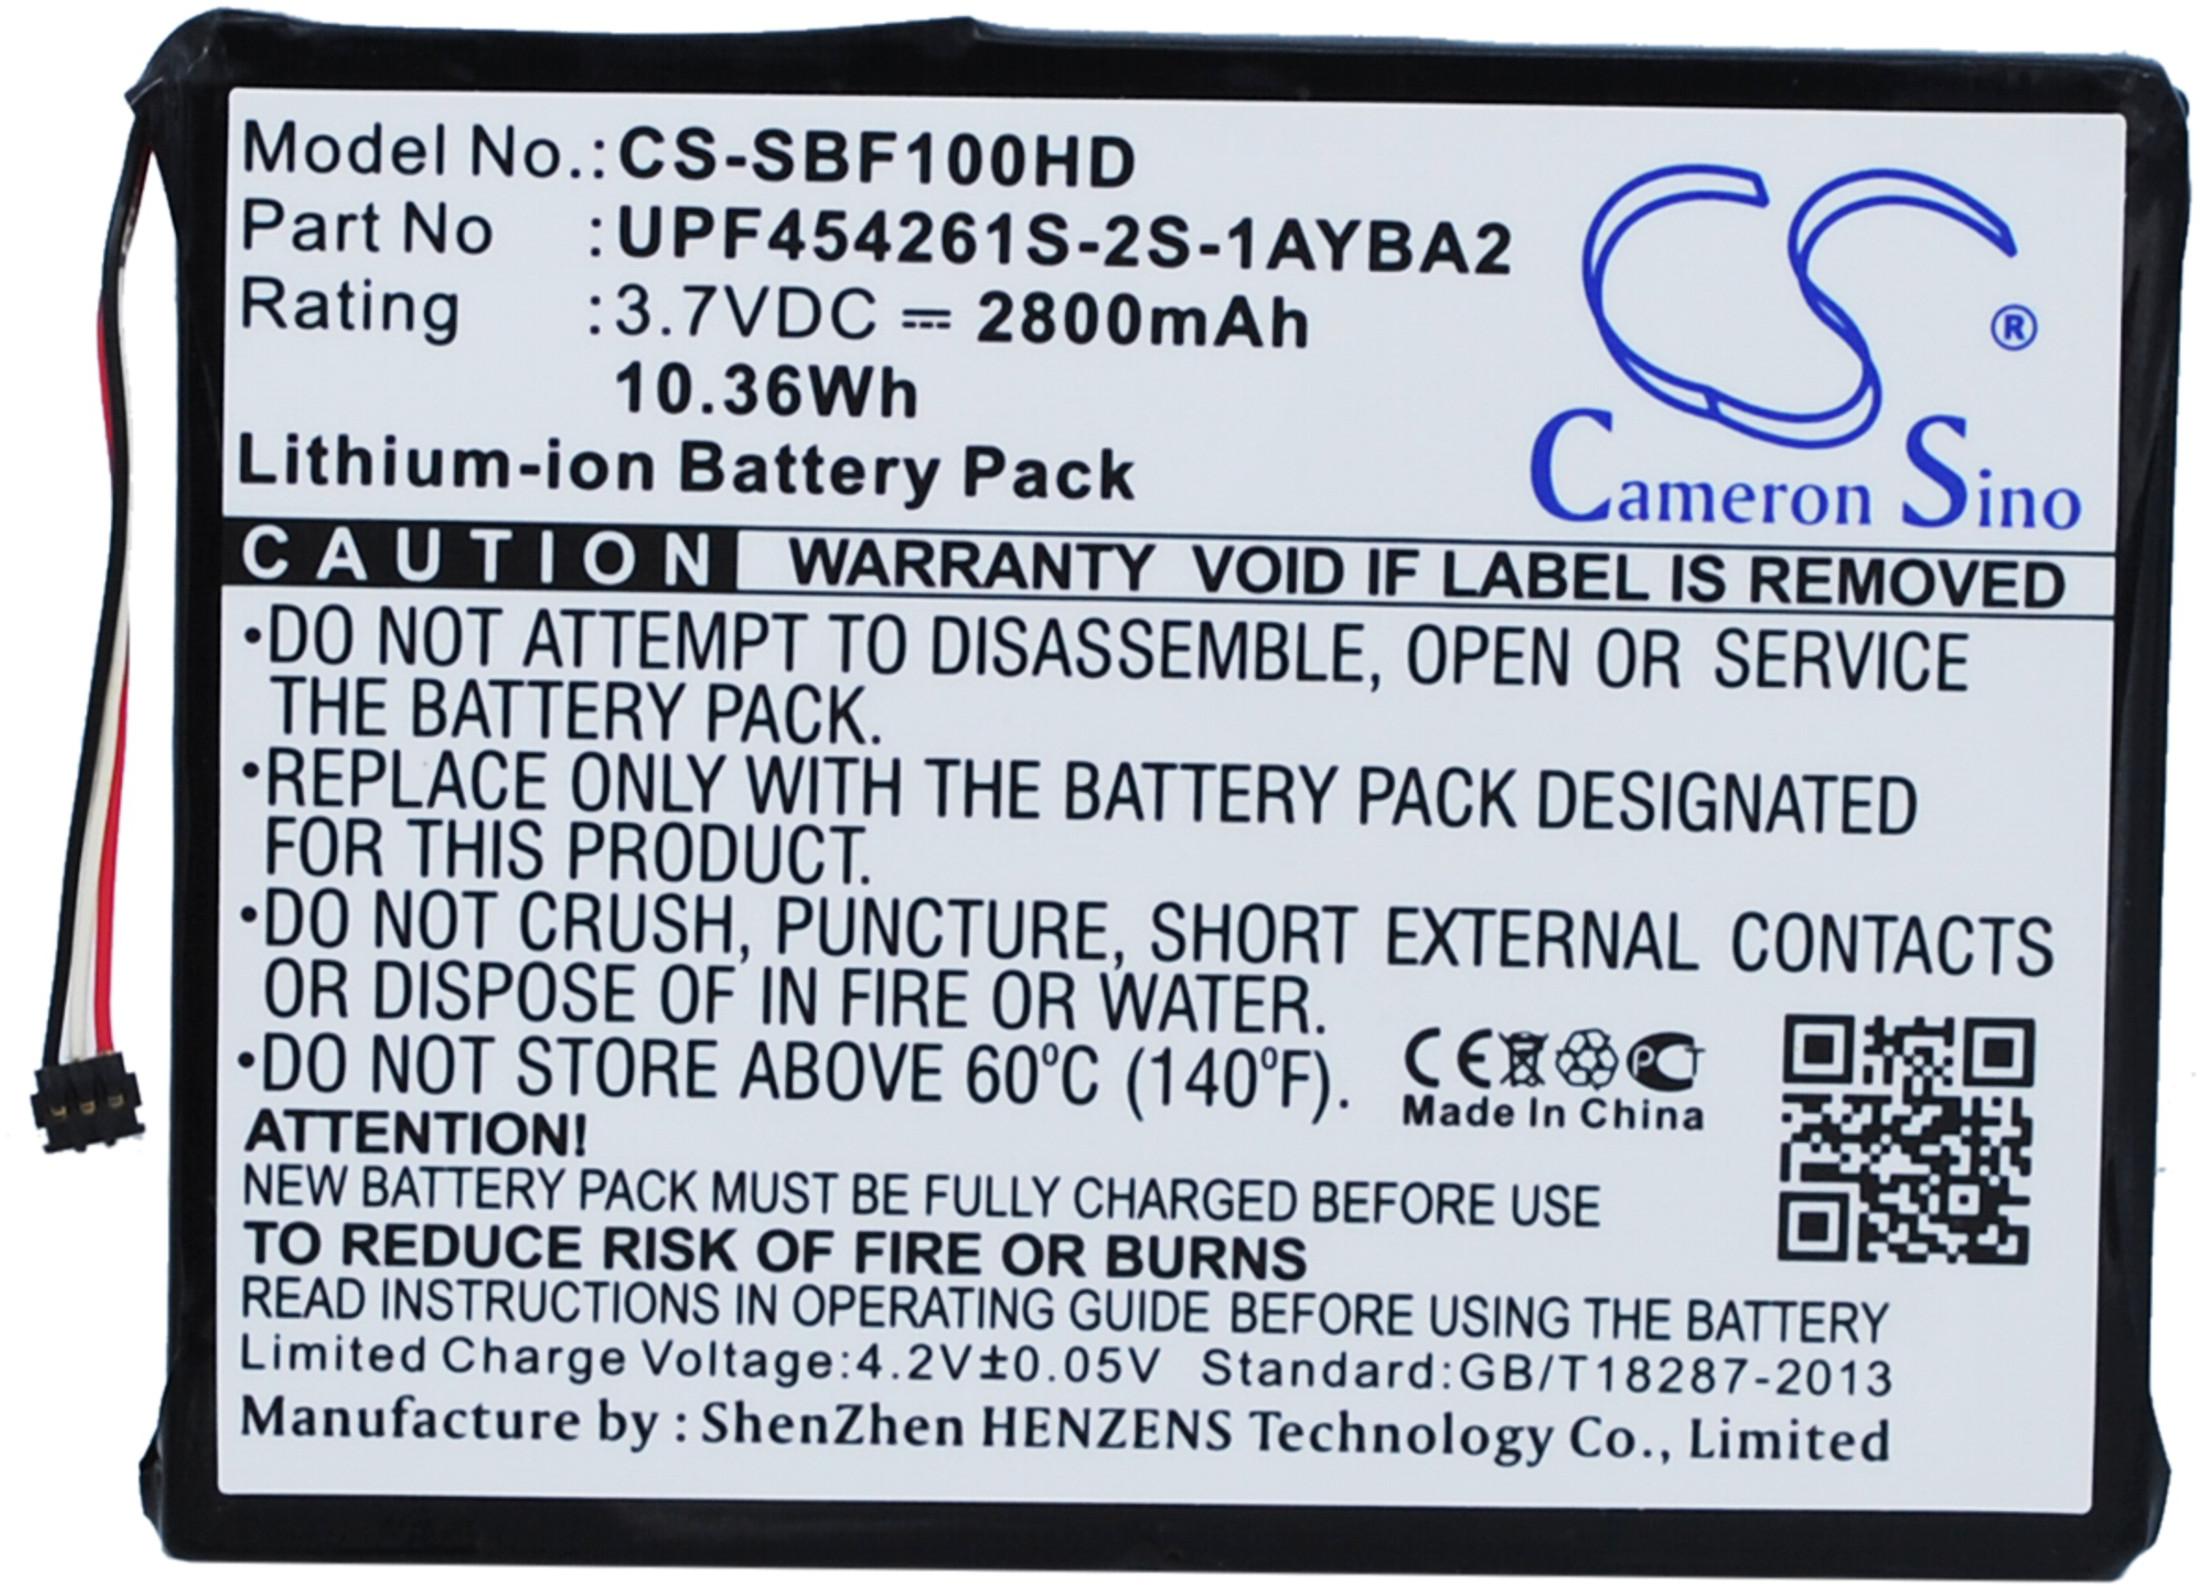 Model No.:CS-SBF100HD
Part No :UPF454261S-2S-1AYBA2
Rating :3.7VDC ⎓ 2800mAh
10.36Wh
Lithium-ion Battery Pack
CS ®
Cameron Sino
CAUTION WARRANTY VOID IF LABEL IS REMOVED
•DO NOT ATTEMPT TO DISASSEMBLE, OPEN OR SERVICE
THE BATTERY PACK.
•REPLACE ONLY WITH THE BATTERY PACK DESIGNATED
FOR THIS PRODUCT.
•DO NOT CRUSH, PUNCTURE, SHORT EXTERNAL CONTACTS
OR DISPOSE OF IN FIRE OR WATER.
•DO NOT STORE ABOVE 60°C (140°F).
CE PCT
Made In China
ATTENTION!
NEW BATTERY PACK MUST BE FULLY CHARGED BEFORE USE
TO REDUCE RISK OF FIRE OR BURNS
READ INSTRUCTIONS IN OPERATING GUIDE BEFORE USING THE BATTERY
Limited Charge Voltage:4.2V±0.05V Standard:GB/T18287-2013
Manufacture by : ShenZhen HENZENS Technology Co., Limited